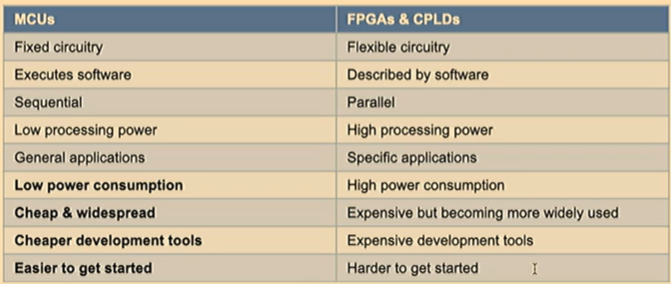 MCUs FPGAs & CPLDs
Fixed circuitry Flexible circuitry
Executes software Described by software
Sequential Parallel
Low processing power High processing power
General applications Specific applications
Low power consumption High power consumption
Cheap & widespread Expensive but becoming more widely used
Cheaper development tools Expensive development tools
Easier to get started Harder to get started